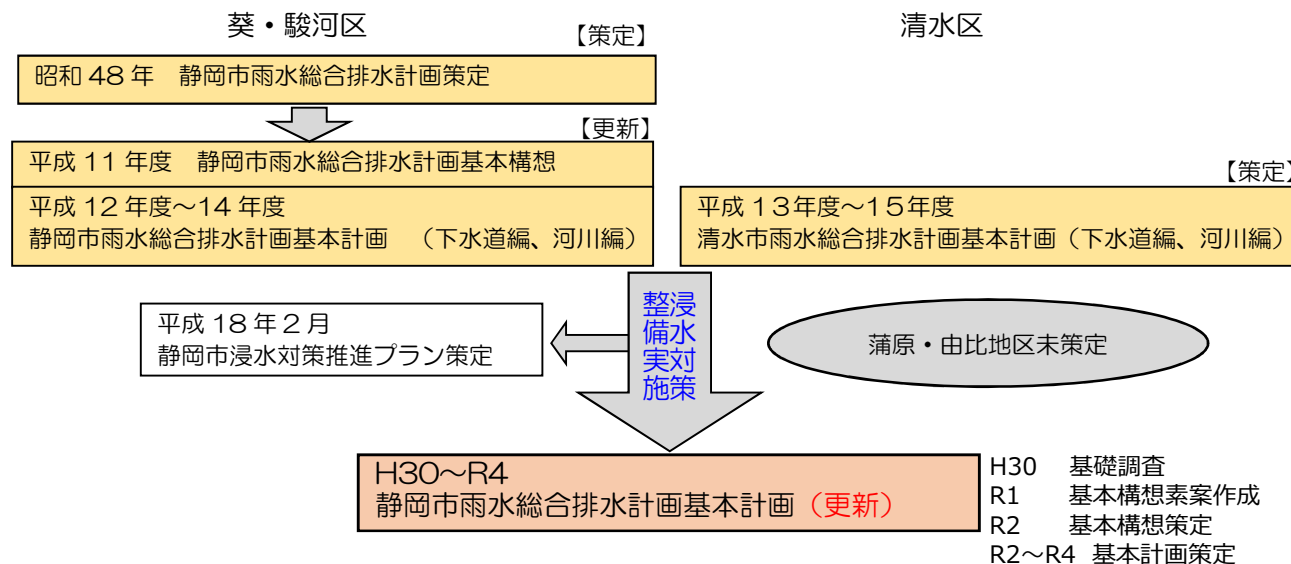 葵・駿河区
【策定】
昭和 48 年　静岡市雨水総合排水計画策定
【更新】
平成 11 年度　静岡市雨水総合排水計画基本構想
平成 12 年度～14 年度
静岡市雨水総合排水計画基本計画　（下水道編、河川編）
清水区
【策定】
平成 13年度～15年度
清水市雨水総合排水計画基本計画（下水道編、河川編）
浸水対策
整備実施
平成 18 年 2 月
静岡市浸水対策推進プラン策定
蒲原・由比地区未策定
H30～R4
静岡市雨水総合排水計画基本計画（更新）
H30　基礎調査
R1　基本構想素案作成
R2　基本構想策定
R2～R4 基本計画策定